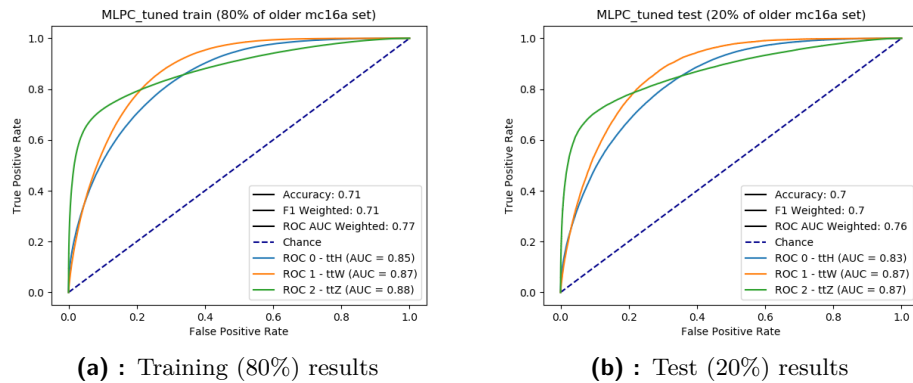 MLPC_tuned train (80% of older mc16a set)
True Positive Rate
1.0
0.8
0.6
0.4
0.2
0.0
Accuracy: 0.71
F1 Weighted: 0.71
ROC AUC Weighted: 0.77
Chance
ROC 0 - ttH (AUC = 0.85)
ROC 1 - ttW (AUC = 0.87)
ROC 2 - ttZ (AUC = 0.88)
0.0 0.2 0.4 0.6 0.8 1.0
False Positive Rate
(a) : Training (80%) results
MLPC_tuned test (20% of older mc16a set)
True Positive Rate
1.0
0.8
0.6
0.4
0.2
0.0
Accuracy: 0.7
F1 Weighted: 0.7
ROC AUC Weighted: 0.76
Chance
ROC 0 - ttH (AUC = 0.83)
ROC 1 - ttW (AUC = 0.87)
ROC 2 - ttZ (AUC = 0.87)
0.0 0.2 0.4 0.6 0.8 1.0
False Positive Rate
(b) : Test (20%) results